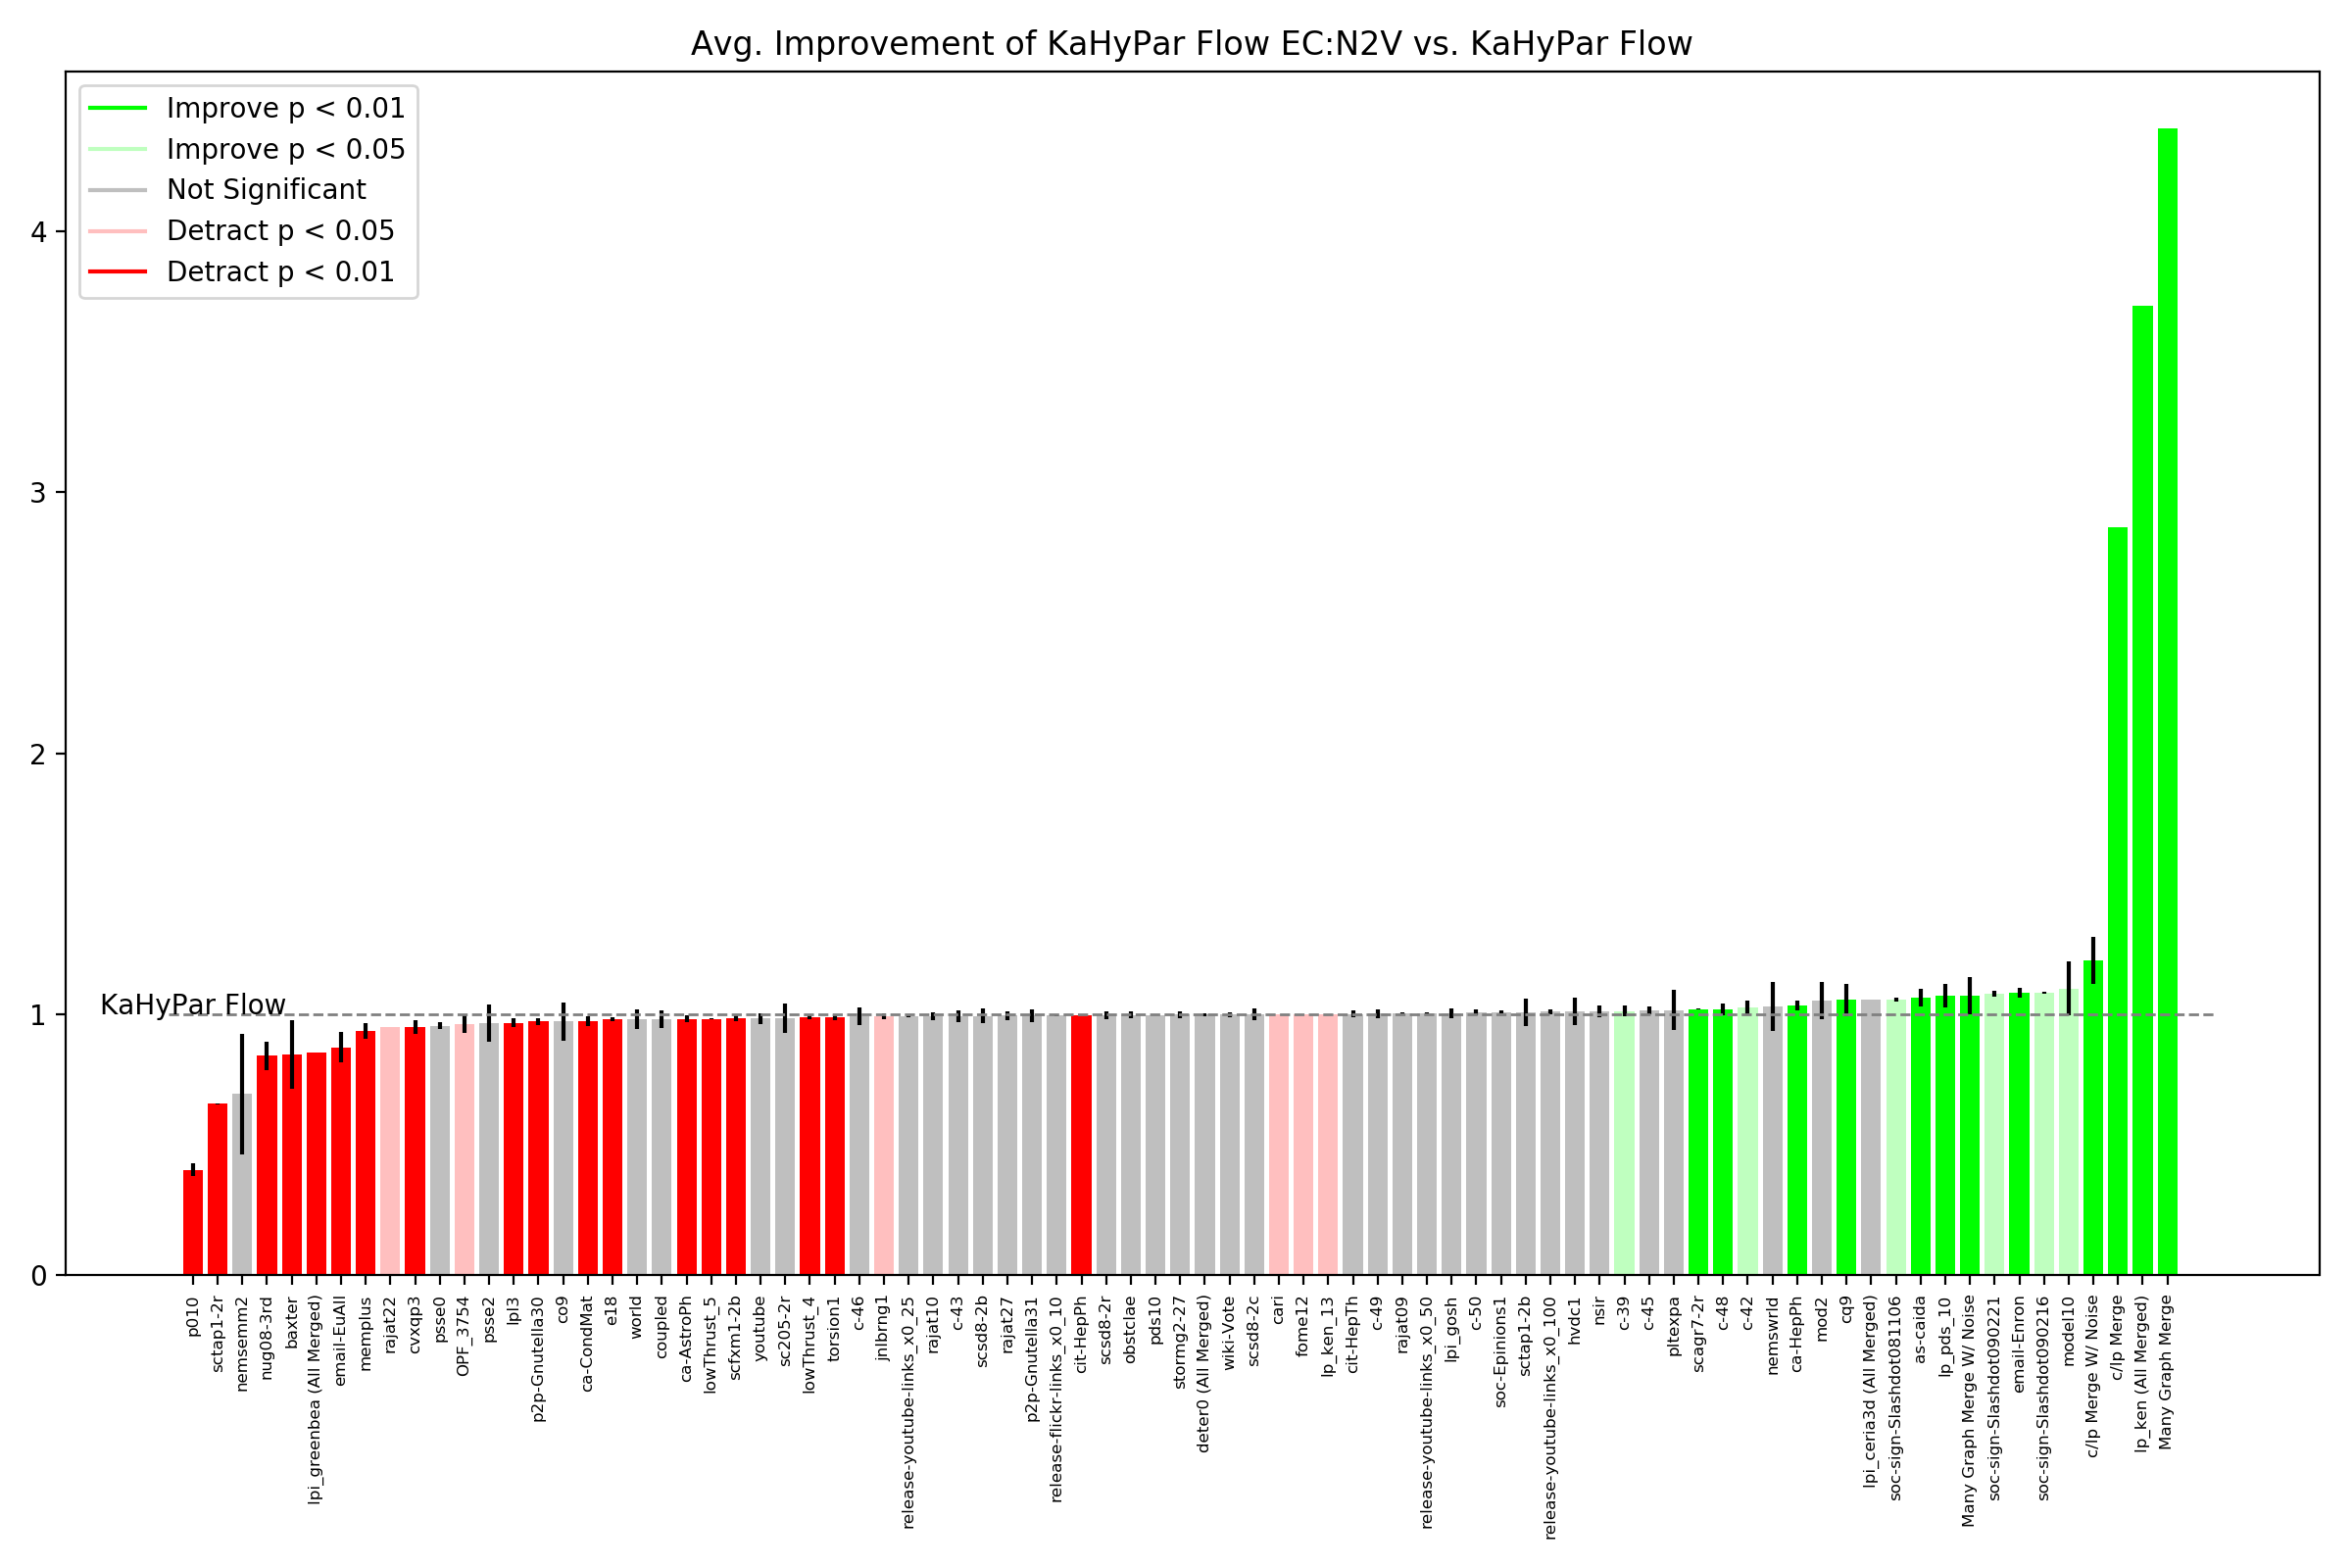 Avg. Improvement of KaHyPar Flow EC:N2V vs. KaHyPar Flow
Improve p < 0.01
Improve p < 0.05
Not Significant
Detract p < 0.05
Detract p < 0.01
4
3
2
1
0
KaHyPar Flow
p010
sctap1-2r
nemsemm2
nug08-3rd
baxter
lpi_greenbea (All Merged)
email-EuAll
memplus
rajat22
cvxqp3
psse0
OPF_3754
psse2
lpl3
p2p-Gnutella30
co9
ca-CondMat
e18
world
coupled
ca-AstroPh
lowThrust_5
scfxm1-2b
youtube
sc205-2r
lowThrust_4
torsion1
c-46
jnlbrng1
release-youtube-links_x0_25
rajat10
c-43
scsd8-2b
rajat27
p2p-Gnutella31
release-flickr-links_x0_10
cit-HepPh
scsd8-2r
obstclae
pds10
stormg2-27
deter0 (All Merged)
wiki-Vote
scsd8-2c
cari
fome12
lp_ken_13
cit-HepTh
c-49
rajat09
release-youtube-links_x0_50
lpi_gosh
c-50
soc-Epinions1
sctap1-2b
release-youtube-links_x0_100
hvdc1
nsir
c-39
c-45
pltexpa
scagr7-2r
c-48
c-42
nemswrld
ca-HepPh
mod2
cq9
lpi_ceria3d (All Merged)
soc-sign-Slashdot081106
as-caida
lp_pds_10
Many Graph Merge W/ Noise
soc-sign-Slashdot090221
email-Enron
soc-sign-Slashdot090216
model10
c/lp Merge W/ Noise
c/lp Merge
lp_ken (All Merged)
Many Graph Merge